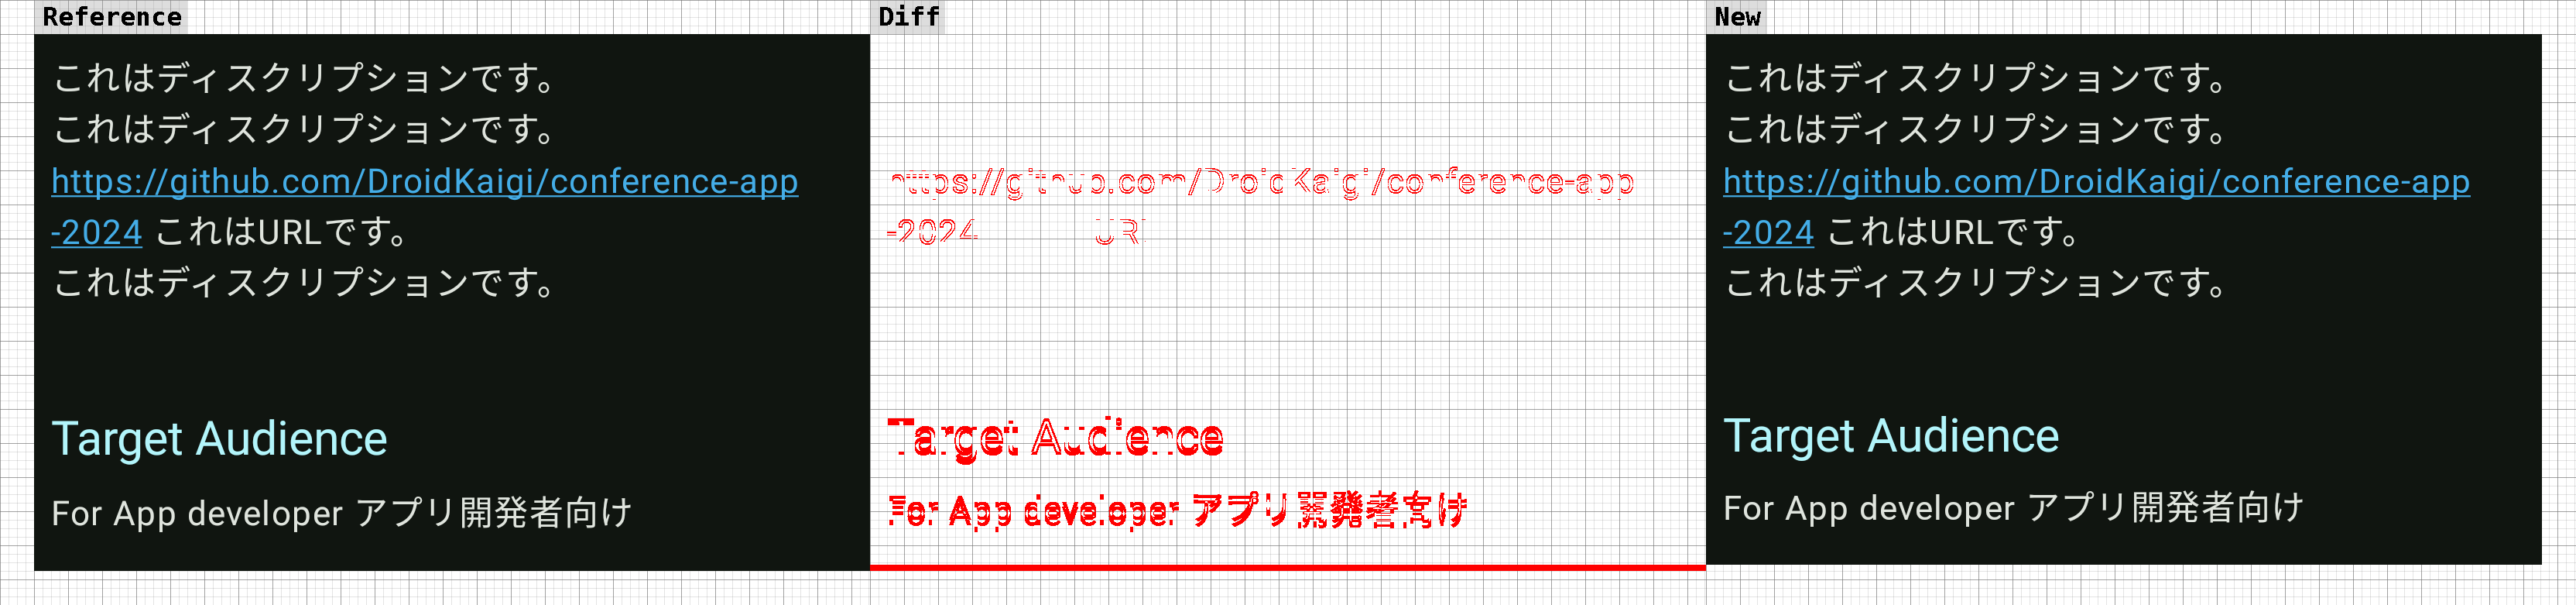 Reference
これはディスクリプションです。
これはディスクリプションです。
https://github.com/DroidKaigi/conference-app
-2024 これはURLです。
これはディスクリプションです。
Target Audience
For App developer アプリ開発者向け
Diff
https://github.com/DroidKaigi/conference-app
-2024 URL
Target Audience
For App developer アプリ開発者向け
New
これはディスクリプションです。
これはディスクリプションです。
https://github.com/DroidKaigi/conference-app
-2024 これはURLです。
これはディスクリプションです。
Target Audience
For App developer アプリ開発者向け